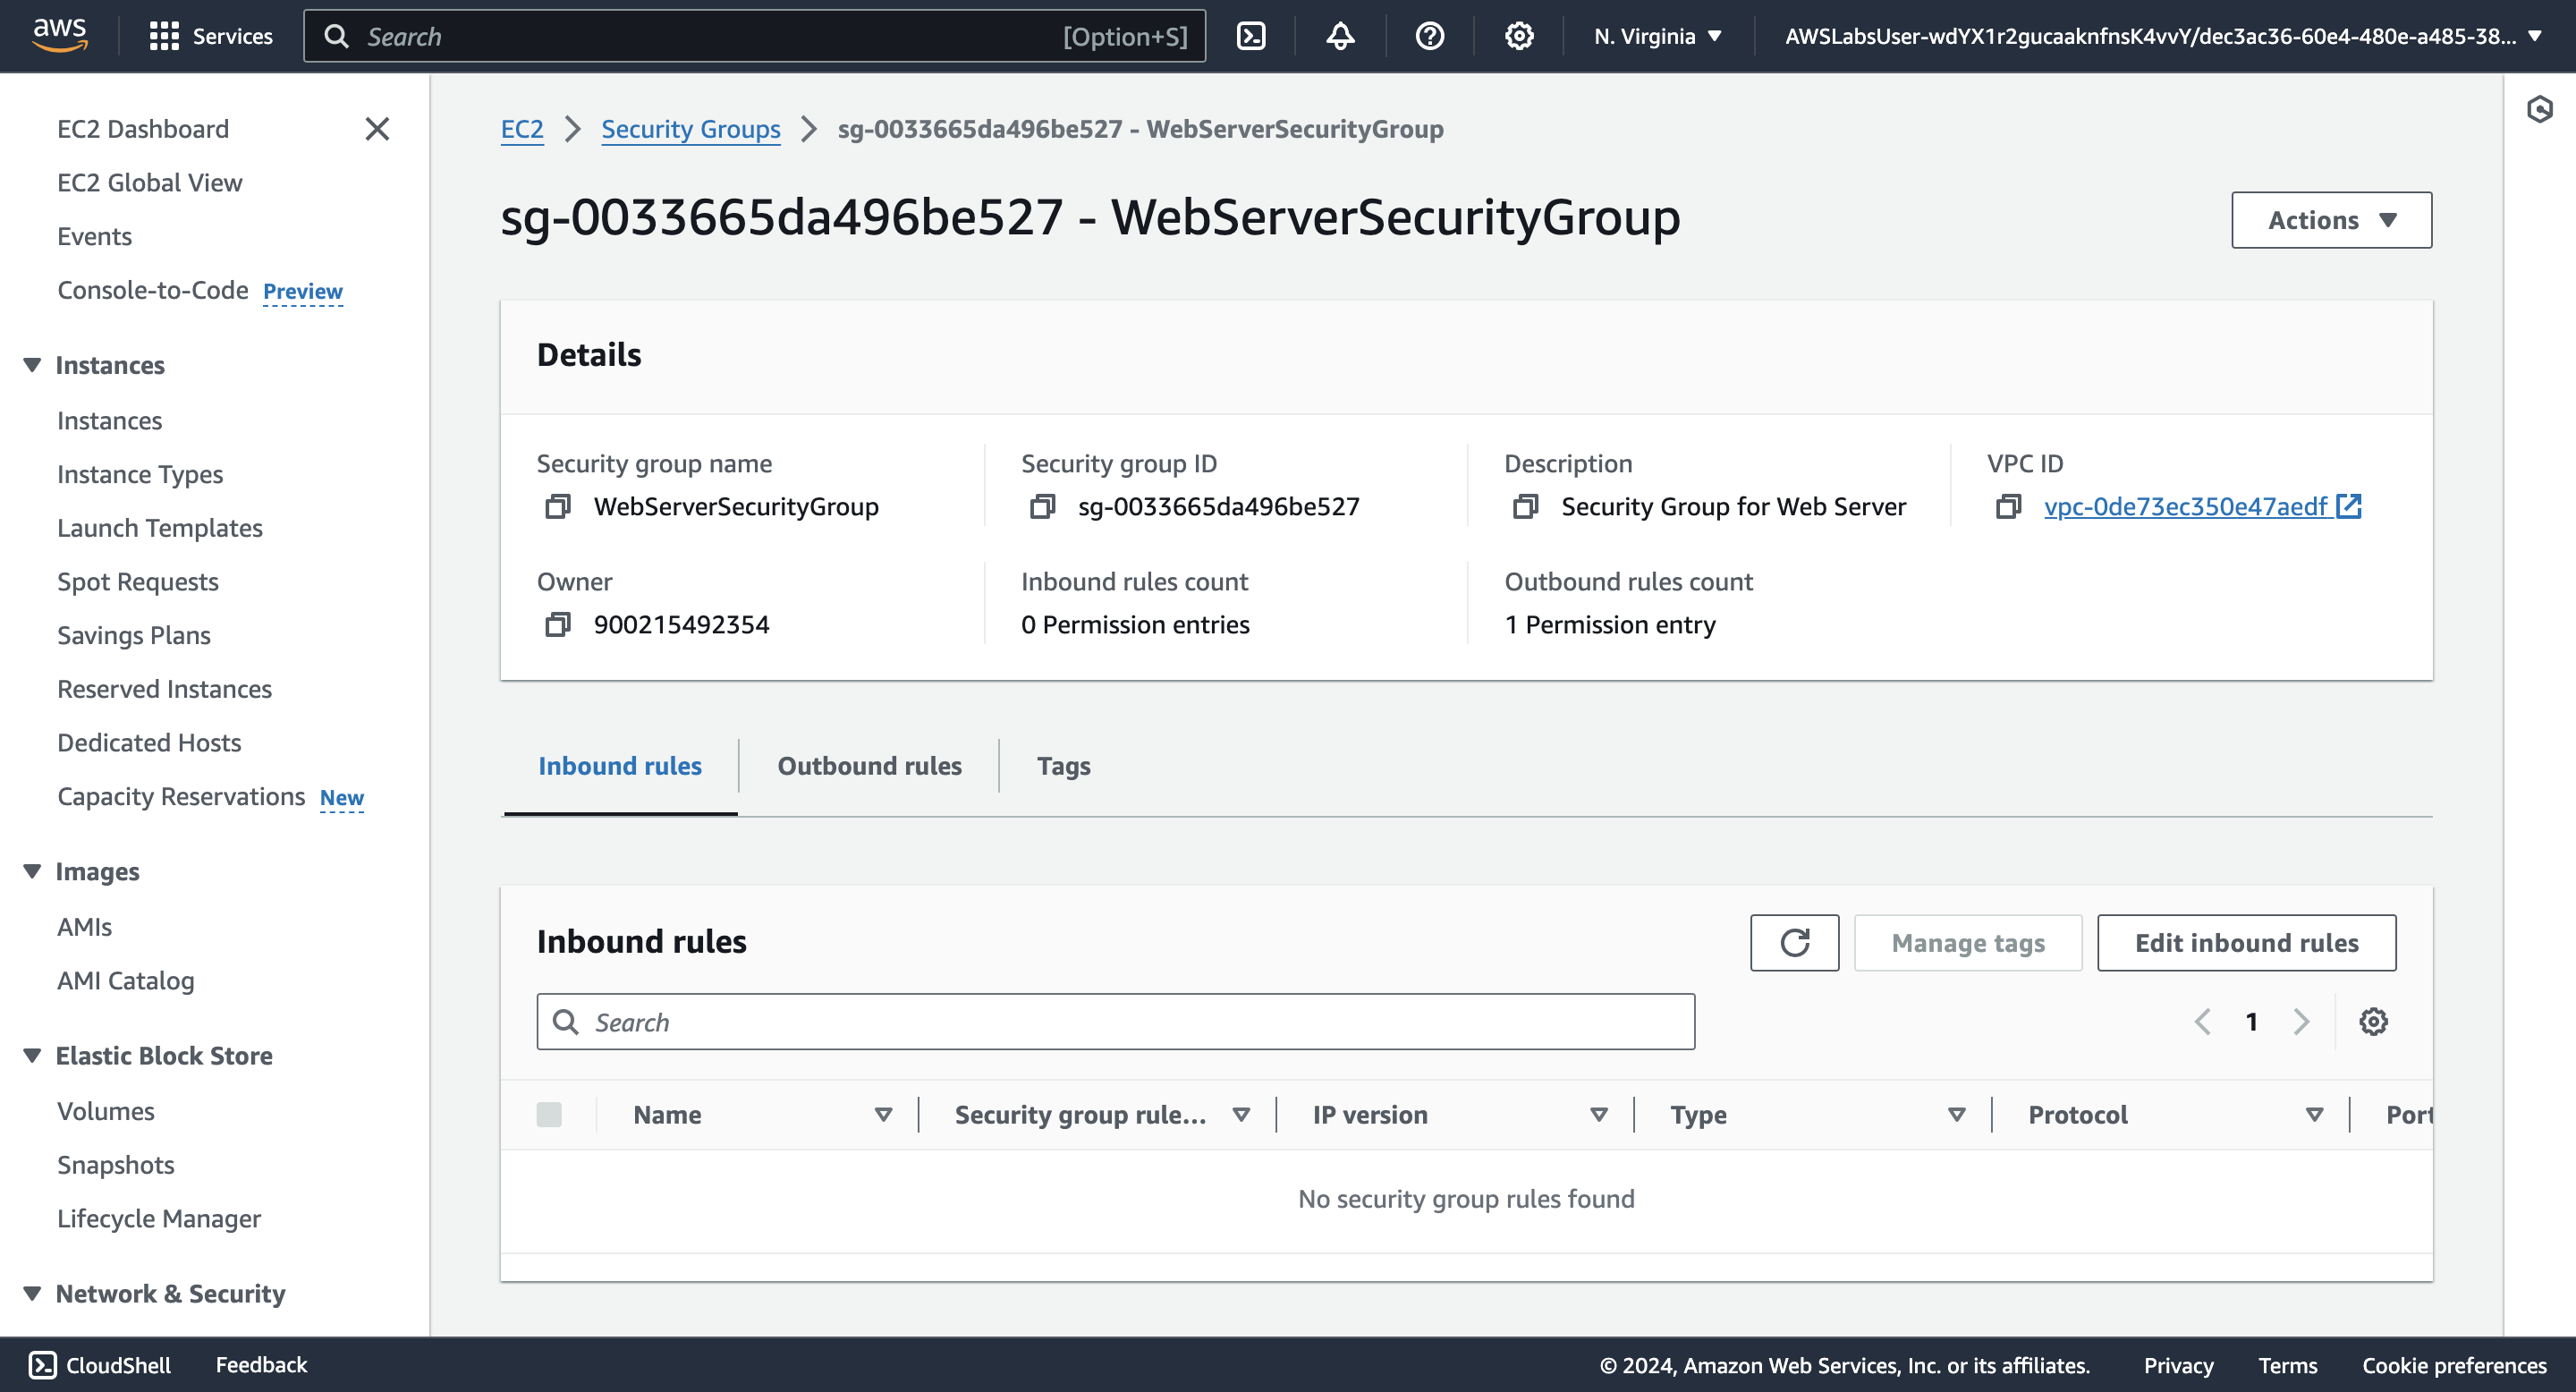 aws
Services
Search
[Option+S]
N. Virginia
AWSLabsUser-wdYX1r2gucaaknfnsK4vvY/dec3ac36-60e4-480e-a485-38...
EC2 Dashboard
EC2 Global View
Events
Console-to-Code Preview
Instances
Instances
Instance Types
Launch Templates
Spot Requests
Savings Plans
Reserved Instances
Dedicated Hosts
Capacity Reservations New
Images
AMIs
AMI Catalog
Elastic Block Store
Volumes
Snapshots
Lifecycle Manager
Network & Security
EC2
Security Groups
sg-0033665da496be527 - WebServerSecurityGroup
sg-0033665da496be527 - WebServerSecurityGroup
Actions
Details
Security group name
WebServerSecurityGroup
Security group ID
sg-0033665da496be527
Description
Security Group for Web Server
VPC ID
vpc-0de73ec350e47aedf
Owner
900215492354
Inbound rules count
0 Permission entries
Outbound rules count
1 Permission entry
Inbound rules
Outbound rules
Tags
Inbound rules
Manage tags
Edit inbound rules
Search
1
Name
Security group rule...
IP version
Type
Protocol
Port
No security group rules found
CloudShell
Feedback
© 2024, Amazon Web Services, Inc. or its affiliates.
Privacy
Terms
Cookie preferences